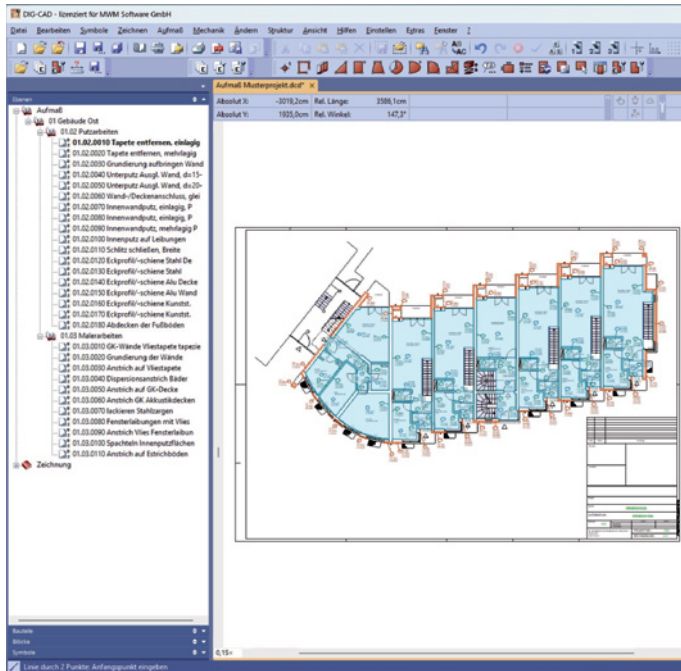 DIG-CAD - lizenziert für MWM Software GmbH
Datei Bearbeiten Symbole Zeichnen Aufmaß Mechanik Ändern Struktur Ansicht Hilfen Einstellen Extras Fenster ?
Aufmaß Musterprojekt.dcd*
Ebenen
Absolut X: -3019,2cm Rel. Länge: 3586,1cm
Absolut Y: 1935,0cm Rel. Winkel: 147,3°
Aufmaß
01 Gebäude Ost
01.02 Putzarbeiten
01.02.0010 Tapete entfernen, einlagig
01.02.0020 Tapete entfernen, mehrlagig
01.02.0030 Grundierung aufbringen Wand
01.02.0040 Unterputz Ausgl. Wand, d=15-
01.02.0050 Unterputz Ausgl. Wand, d=20-
01.02.0060 Wand-/Deckenanschluss, glei
01.02.0070 Innenwandputz, einlagig, P
01.02.0080 Innenwandputz, einlagig, P
01.02.0090 Innenwandputz, mehrlagig P
01.02.0100 Innenputz auf Leibungen
01.02.0110 Schlitz schließen, Breite
01.02.0120 Eckprofil/-schiene Stahl De
01.02.0130 Eckprofil/-schiene Stahl
01.02.0140 Eckprofil/-schiene Alu Decke
01.02.0150 Eckprofil/-schiene Alu Wand
01.02.0160 Eckprofil/-schiene Kunstst.
01.02.0170 Eckprofil/-schiene Kunstst.
01.02.0180 Abdecken der Fußböden
01.03 Malerarbeiten
01.03.0010 GK-Wände Vliestapete tapezie
01.03.0020 Grundierung der Wände
01.03.0030 Anstrich auf Vliestapete
01.03.0040 Dispersionsanstrich Bäder
01.03.0050 Anstrich auf GK-Decke
01.03.0060 Anstrich GK Akkustikdecken
01.03.0070 lackieren Stahlzargen
01.03.0080 Fensterlaibungen mit Vlies
01.03.0090 Anstrich Vlies Fensterlaibun
01.03.0100 Spachteln Innenputzflächen
01.03.0110 Anstrich auf Estrichböden
Zeichnung
Bauteile
Blöcke
Symbole
0,15×
Linie durch 2 Punkte: Anfangspunkt eingeben